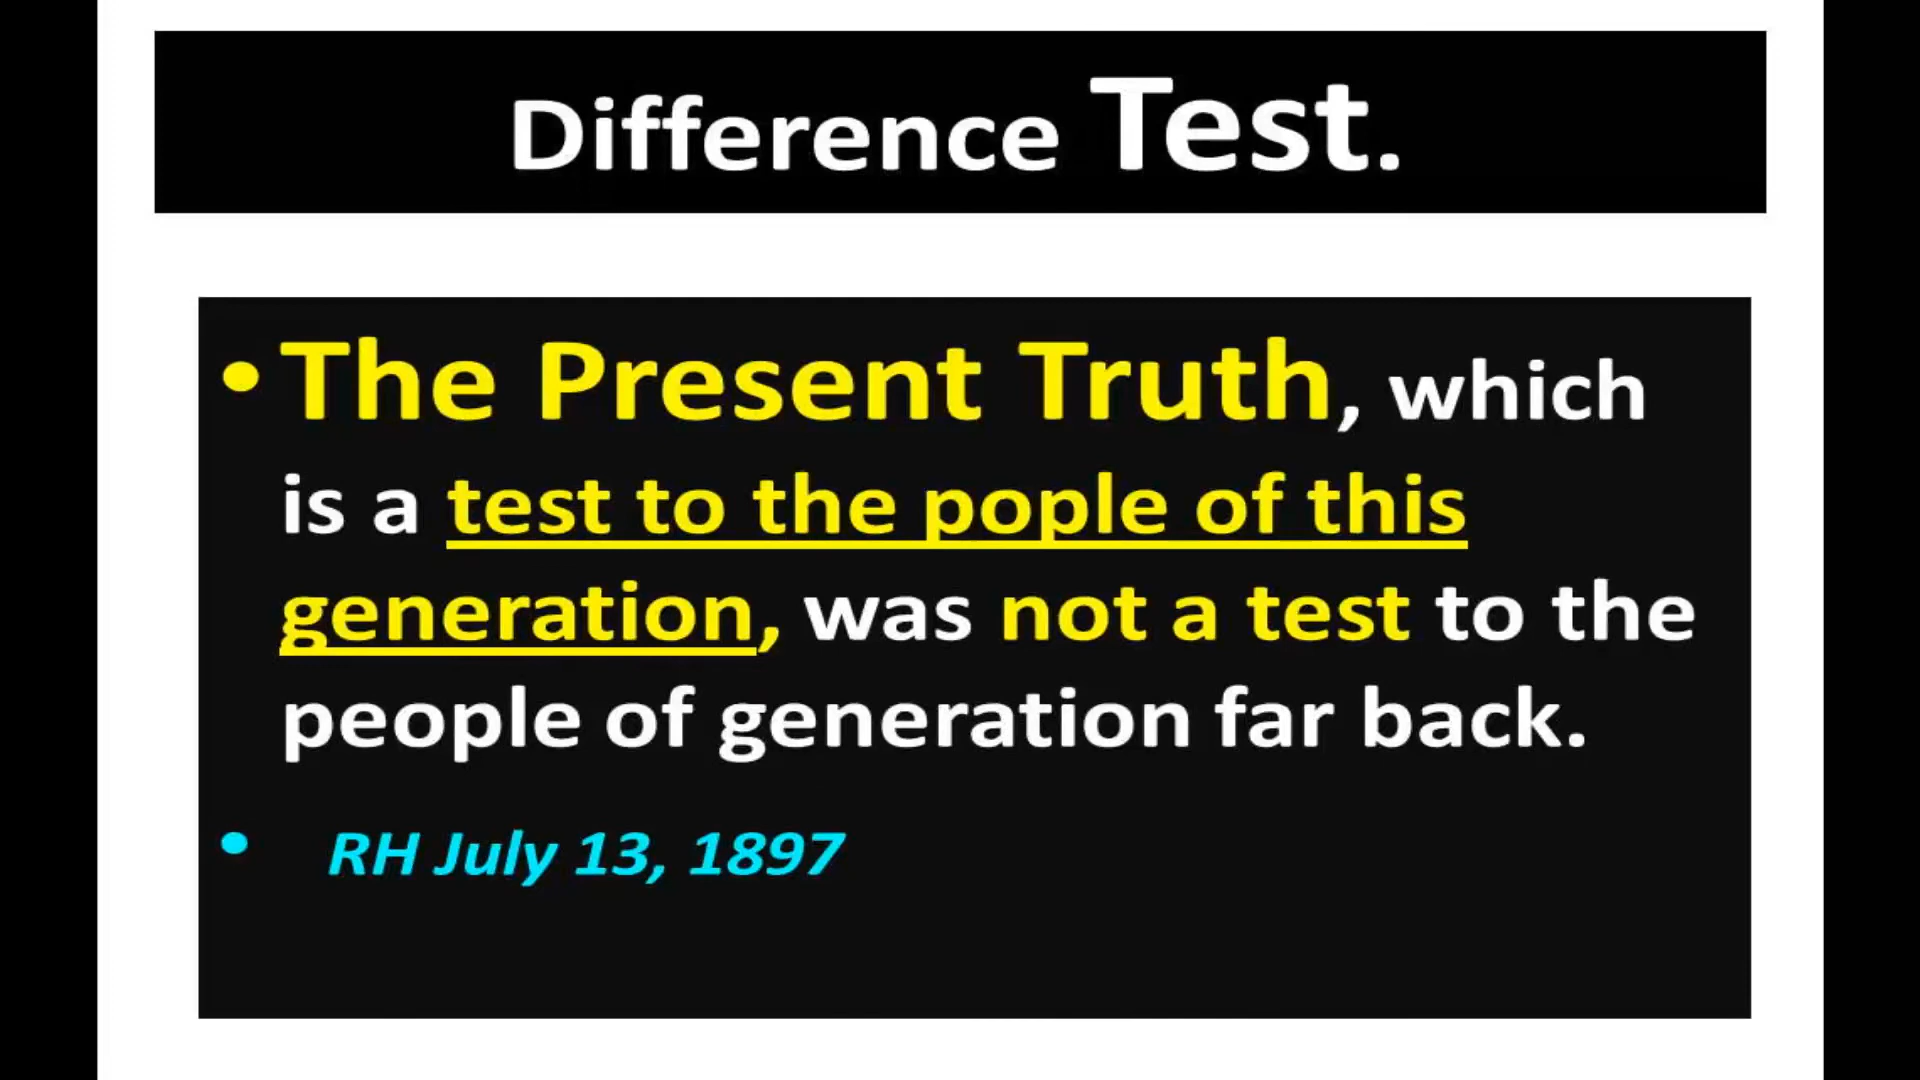 Difference Test.
• The Present Truth, which
is a test to the pople of this
generation, was not a test to the
people of generation far back.
• RH July 13, 1897